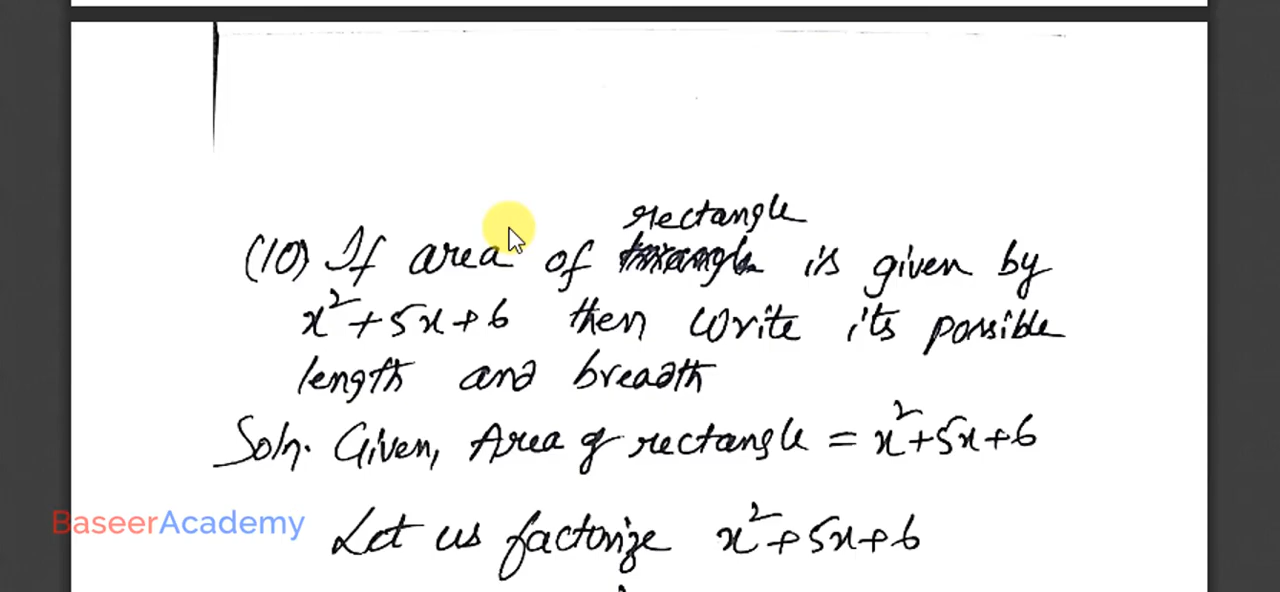 rectangle
(10) If area of is given by
x²+5x+6 then write its possible
length and breadth
Soln. Given, Area of rectangle = x²+5x+6
BaseerAcademy
Let us factorize x²+5x+6